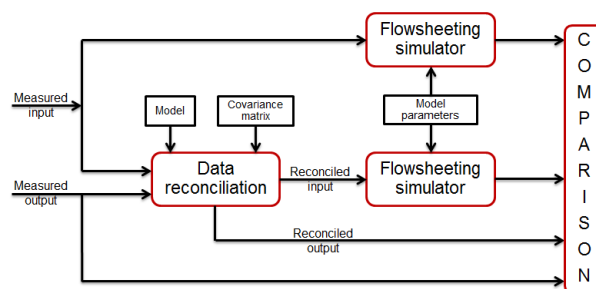 Flowsheeting
simulator
Measured
input
Model
Covariance
matrix
Model
parameters
Measured
output
Data
reconciliation
Reconciled
input
Flowsheeting
simulator
Reconciled
output
C
O
M
P
A
R
I
S
O
N